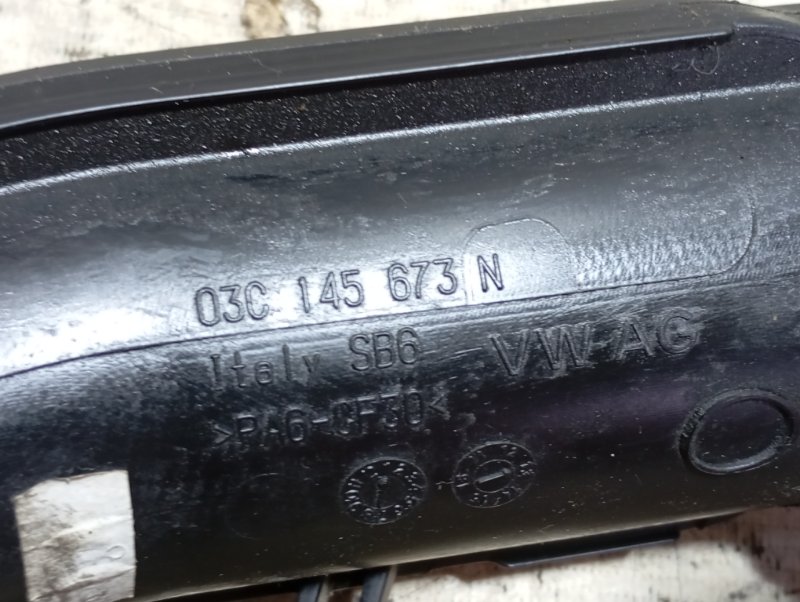 03C 145 673 N
Italy SB6 VW AG
>PA6-GF30<